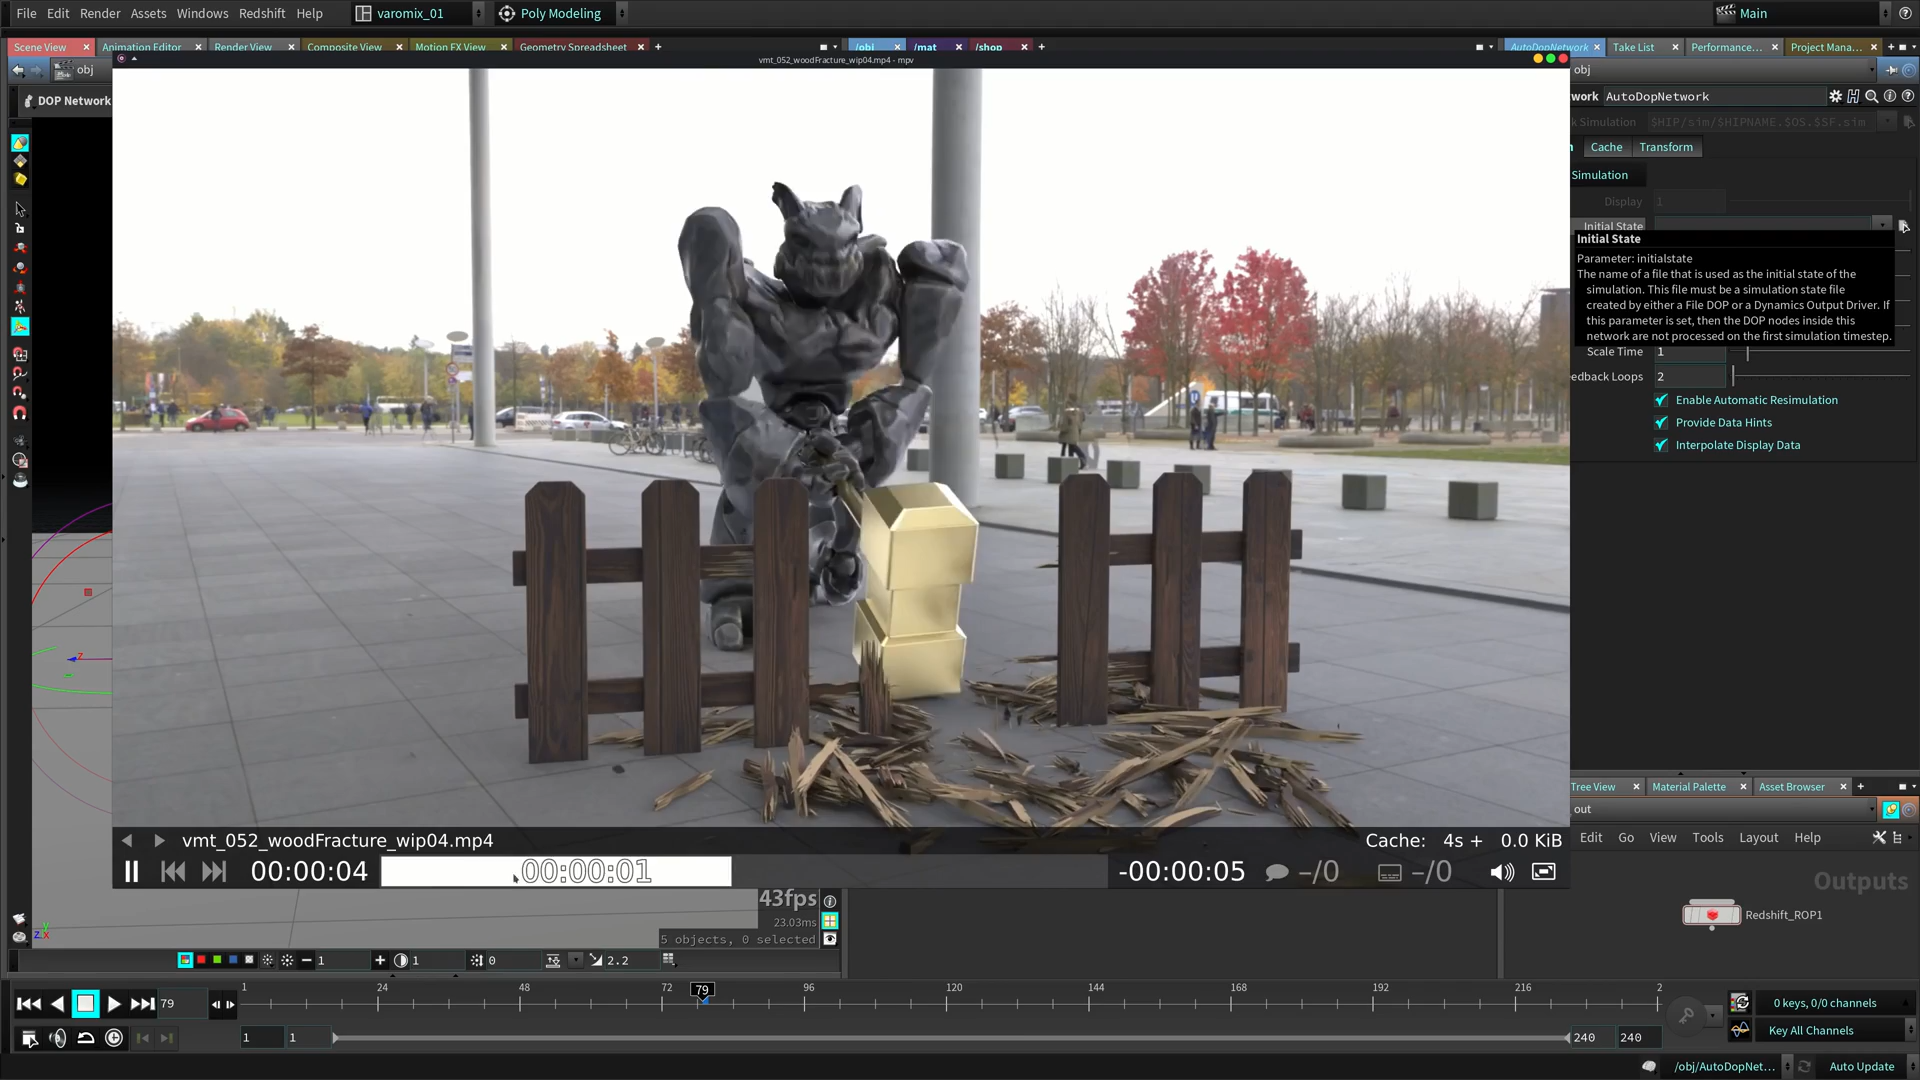 File Edit Render Assets Windows Redshift Help varomix_01 Poly Modeling Main
Scene View Animation Editor Render View Composite View Motion FX View Geometry Spreadsheet /obj /mat /shop AutoDopNetwork Take List Performance... Project Mana...
obj
vmt_052_woodFracture_wip04.mp4 - mpv
obj
DOP Network
work AutoDopNetwork
k Simulation $HIP/sim/$HIPNAME.$OS.$SF.sim
Cache Transform
Simulation
Display 1
Initial State
Initial State
Parameter: initialstate
The name of a file that is used as the initial state of the
simulation. This file must be a simulation state file
created by either a File DOP or a Dynamics Output Driver. If
this parameter is set, then the DOP nodes inside this
network are not processed on the first simulation timestep.
Scale Time 1
edback Loops 2
Enable Automatic Resimulation
Provide Data Hints
Interpolate Display Data
z
Tree View Material Palette Asset Browser
out
Edit Go View Tools Layout Help
vmt_052_woodFracture_wip04.mp4 Cache: 4s + 0.0 KiB
00:00:04 00:00:01 -00:00:05 -/0 -/0
Outputs
Redshift_ROP1
43fps
23.03ms
5 objects, 0 selected
1 1 0 2.2
79 1 24 48 72 79 96 120 144 168 192 216 2
0 keys, 0/0 channels
1 1 240 240 Key All Channels
/obj/AutoDopNet... Auto Update